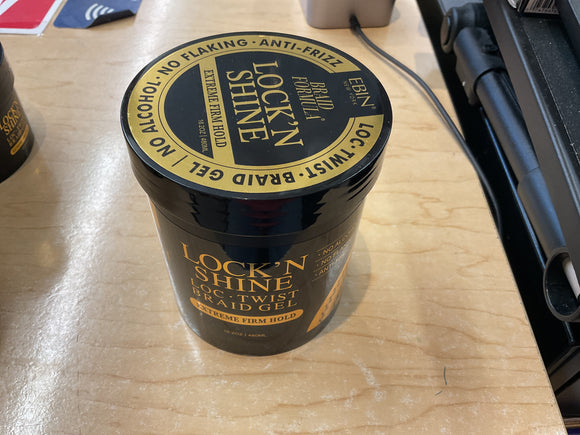 NO ALCOHOL · NO FLAKING · ANTI-FRIZZ
LOC · TWIST · BRAID GEL
EBIN
NEW YORK
BRAID
FORMULA
LOCK'N
SHINE
EXTREME FIRM HOLD
LOCK'N
SHINE
LOC · TWIST
BRAID GEL
EXTREME FIRM HOLD